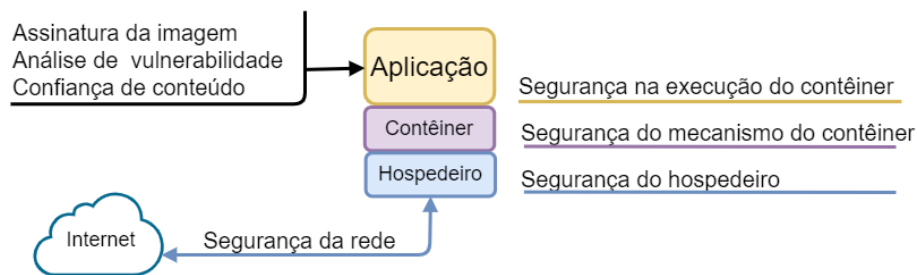 Assinatura da imagem
Análise de vulnerabilidade
Confiança de conteúdo
Aplicação
Segurança na execução do contêiner
Contêiner
Segurança do mecanismo do contêiner
Hospedeiro
Segurança do hospedeiro
Internet
Segurança da rede